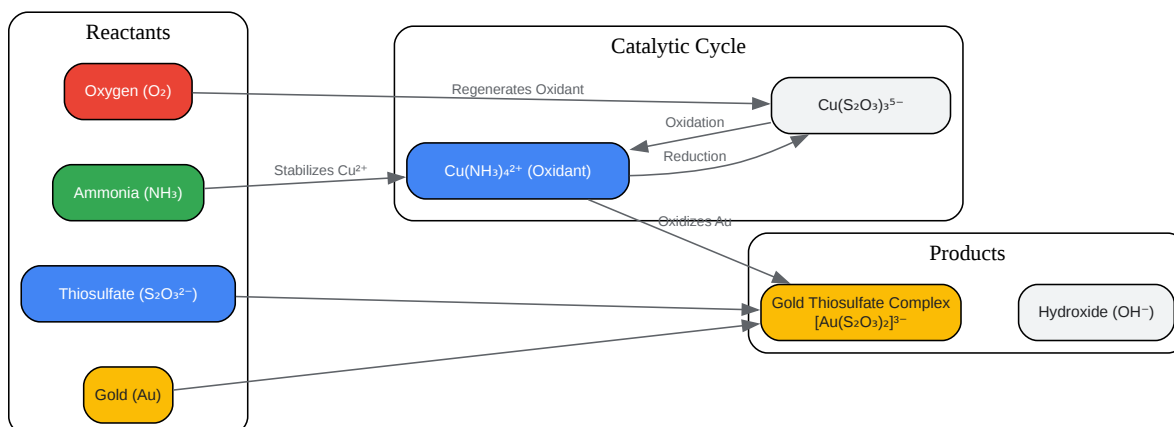 Reactants
Oxygen (O₂)
Ammonia (NH₃)
Thiosulfate (S₂O₃²⁻)
Gold (Au)
Regenerates Oxidant
Stabilizes Cu²⁺
Catalytic Cycle
Cu(S₂O₃)₃⁵⁻
Oxidation
Reduction
Cu(NH₃)₄²⁺ (Oxidant)
Oxidizes Au
Products
Gold Thiosulfate Complex
[Au(S₂O₃)₂]³⁻
Hydroxide (OH⁻)